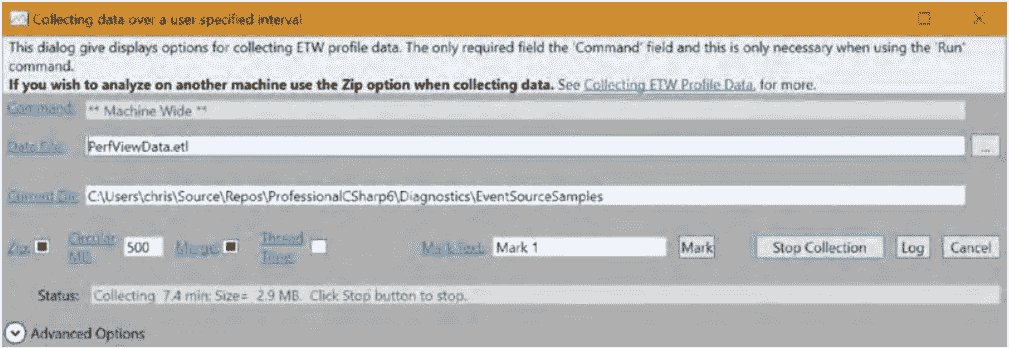 Collecting data over a user specified interval
This dialog give displays options for collecting ETW profile data. The only required field the 'Command' field and this is only necessary when using the 'Run'
command.
If you wish to analyze on another machine use the Zip option when collecting data. See Collecting ETW Profile Data. for more.
Command: ** Machine Wide **
Data File: PerfViewData.etl ...
Current Dir: C:\Users\chris\Source\Repos\ProfessionalCSharp6\Diagnostics\EventSourceSamples
Zip: Circular MB: 500 Merge: Thread Time: Mark Text: Mark 1 Mark Stop Collection Log Cancel
Status: Collecting 7.4 min: Size= 2.9 MB. Click Stop button to stop.
Advanced Options